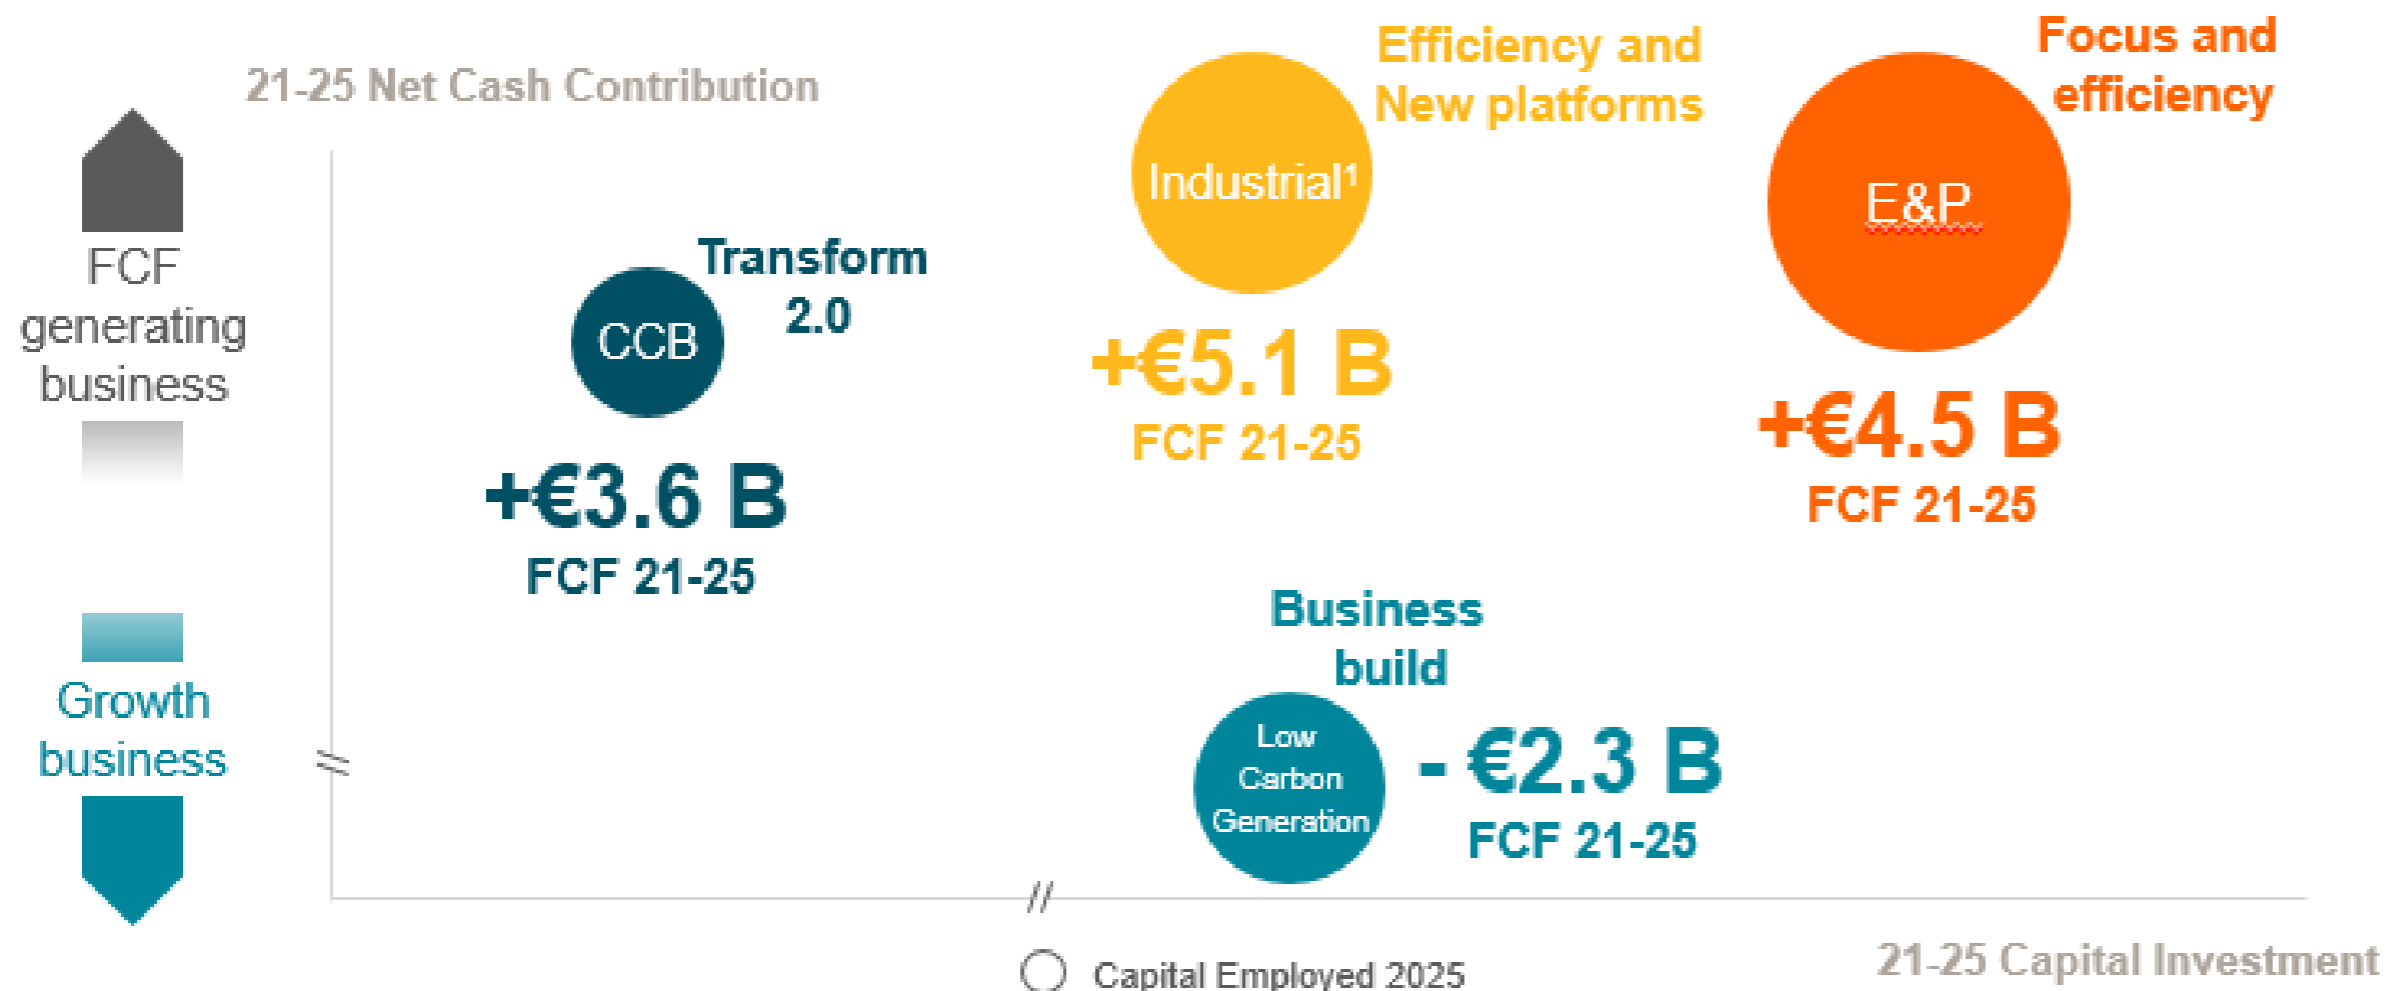 21-25 Net Cash Contribution
FCF
generating
business
Growth
business
CCB
Transform
2.0
+€3.6 B
FCF 21-25
Industrial¹
Efficiency and
New platforms
+€5.1 B
FCF 21-25
E&P
Focus and
efficiency
+€4.5 B
FCF 21-25
Business
build
Low
Carbon
Generation
- €2.3 B
FCF 21-25
Capital Employed 2025
21-25 Capital Investment